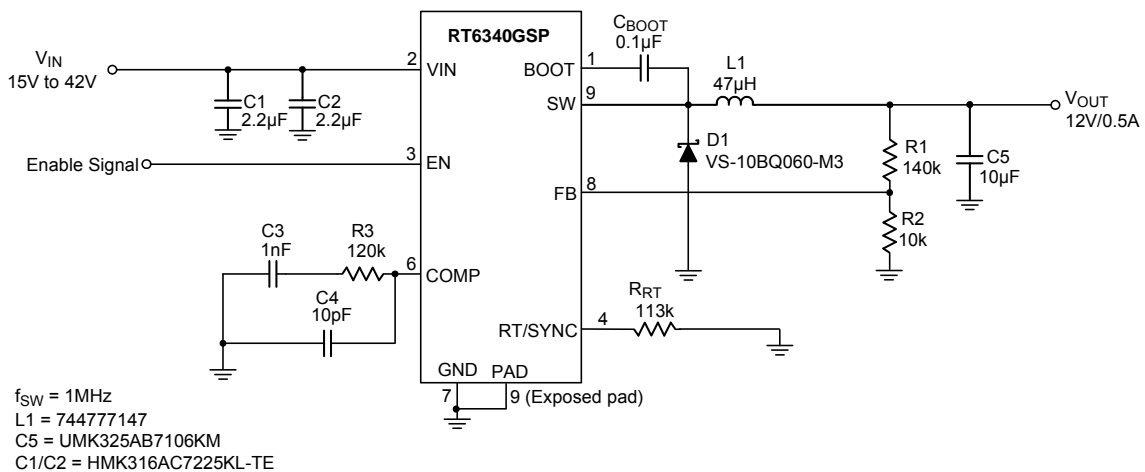 RT6340GSP
VIN
15V to 42V
2
VIN
C1
2.2µF
C2
2.2µF
Enable Signal
3
EN
C3
1nF
R3
120k
6
COMP
C4
10pF
BOOT
1
CBOOT
0.1µF
SW
9
L1
47µH
VOUT
12V/0.5A
D1
VS-10BQ060-M3
R1
140k
C5
10µF
FB
8
R2
10k
RT/SYNC
4
RRT
113k
GND
PAD
7
9 (Exposed pad)
fSW = 1MHz
L1 = 744777147
C5 = UMK325AB7106KM
C1/C2 = HMK316AC7225KL-TE